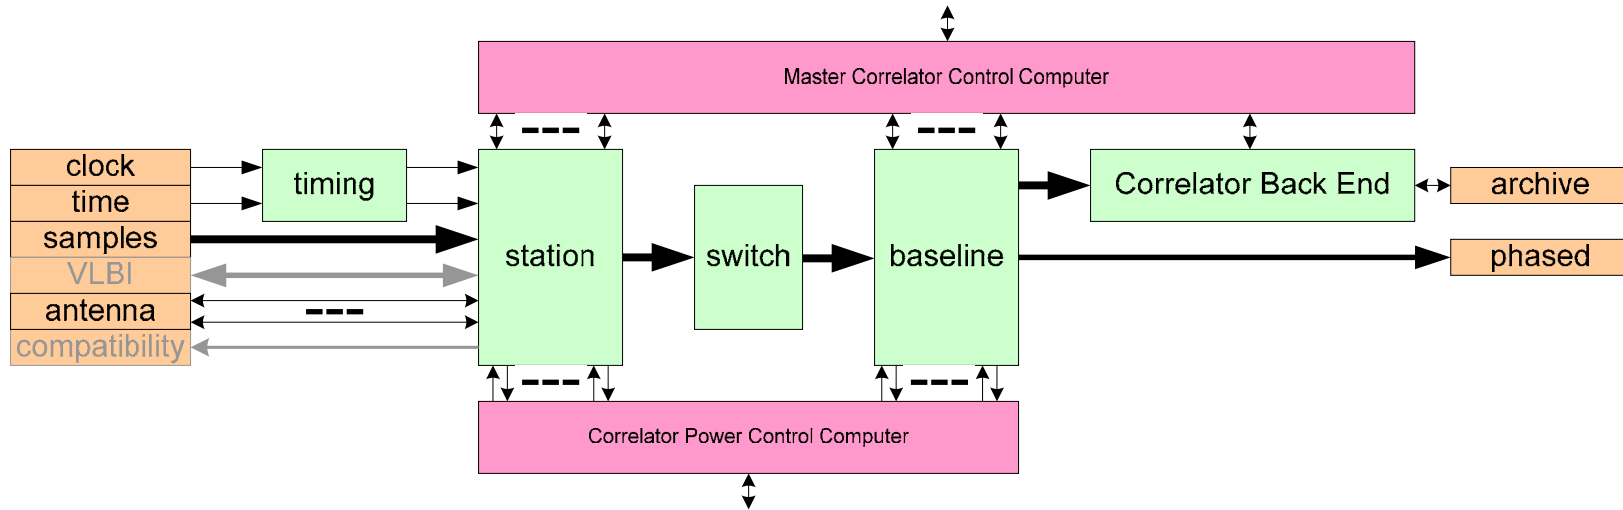 Master Correlator Control Computer
clock
time
samples
VLBI
antenna
compatibility
timing
station
switch
baseline
Correlator Back End
archive
phased
Correlator Power Control Computer